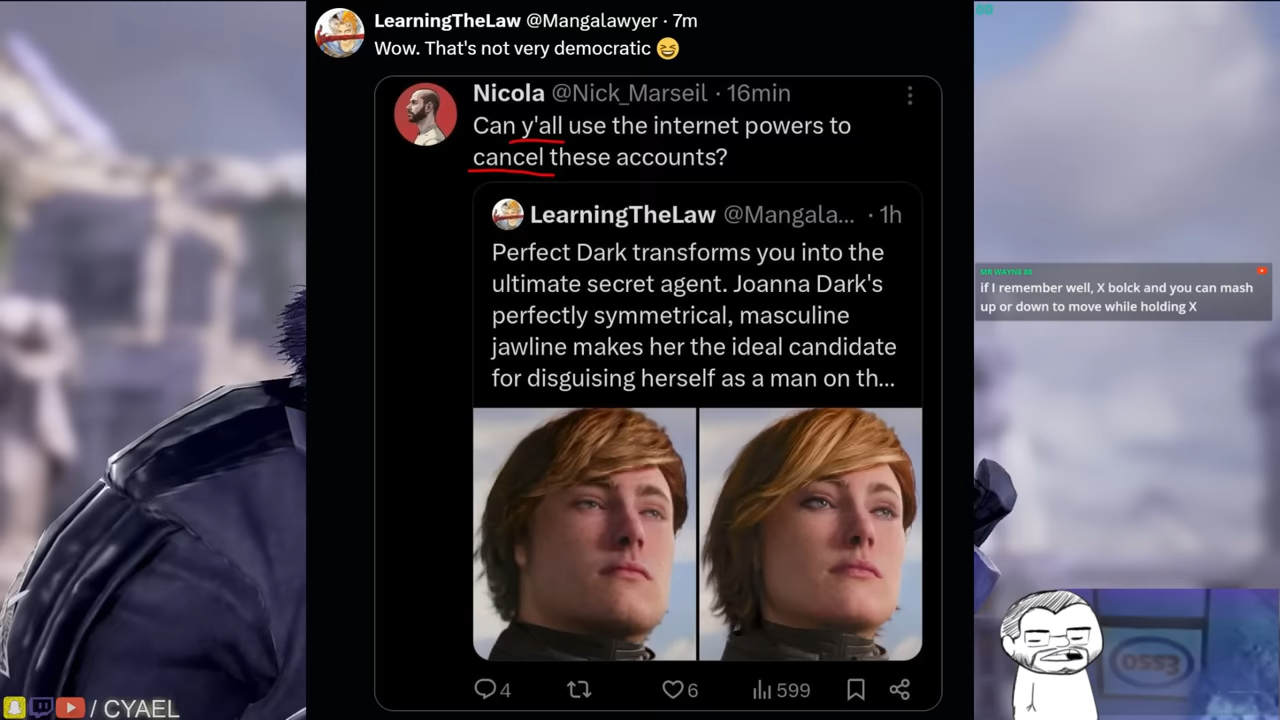 LearningTheLaw @Mangalawyer · 7m
Wow. That's not very democratic 😆
Nicola @Nick_Marseil · 16min
Can y'all use the internet powers to
cancel these accounts?
LearningTheLaw @Mangala... · 1h
Perfect Dark transforms you into the
ultimate secret agent. Joanna Dark's
perfectly symmetrical, masculine
jawline makes her the ideal candidate
for disguising herself as a man on th...
4 6 599
MR WAYNE 88
if I remember well, X bolck and you can mash
up or down to move while holding X
/ CYAEL